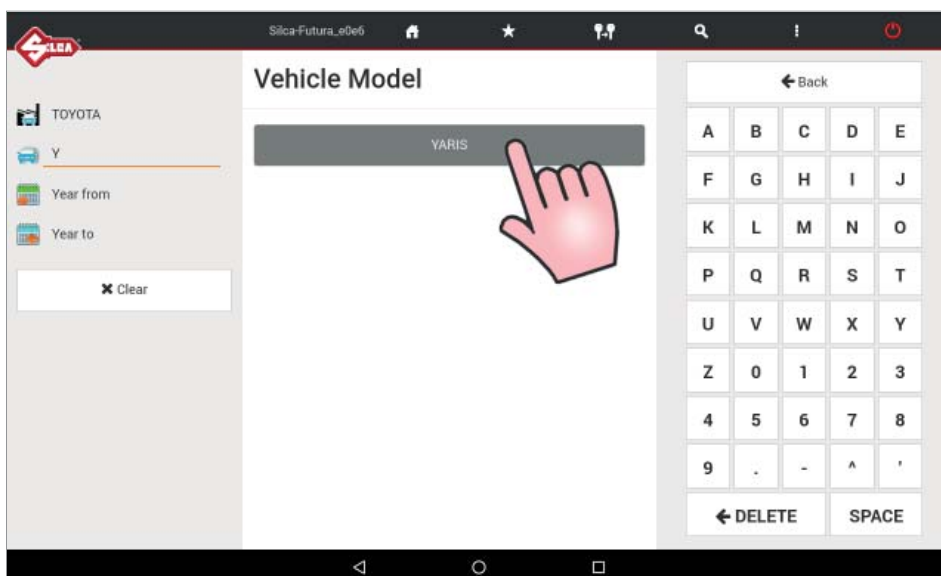 Silca-Futura_e0e6
SILCA
Vehicle Model
Back
TOYOTA
Y
Year from
Year to
Clear
YARIS
A B C D E
F G H I J
K L M N O
P Q R S T
U V W X Y
Z 0 1 2 3
4 5 6 7 8
9 . - ^ '
DELETE SPACE